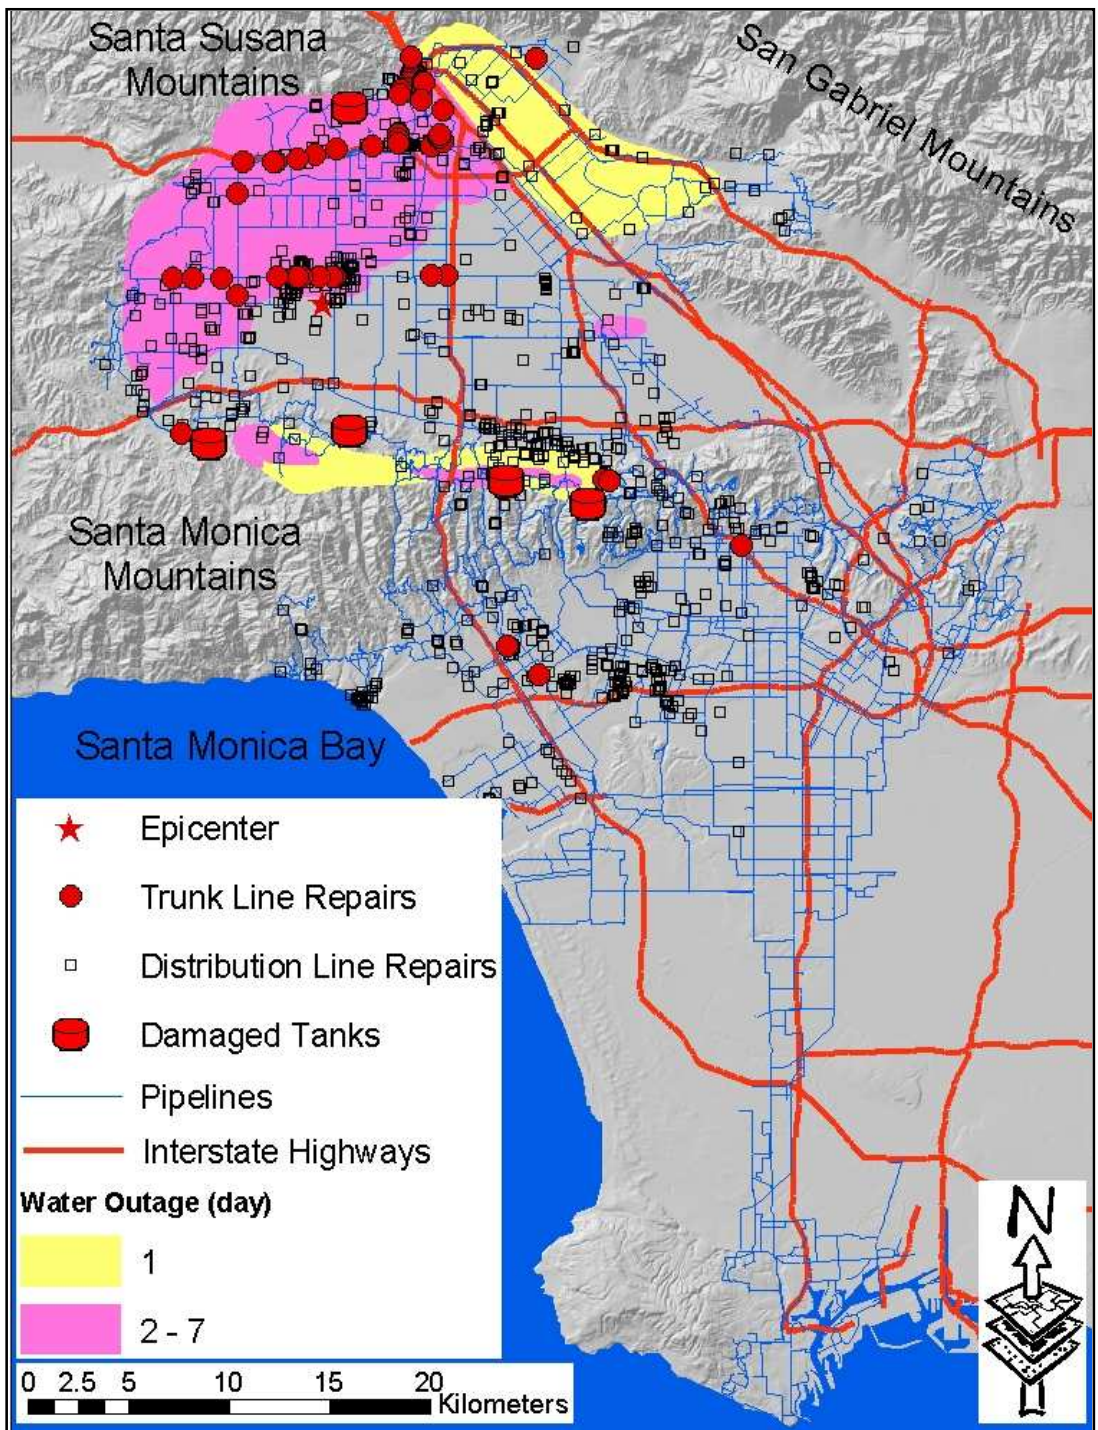 Santa Susana
Mountains
San Gabriel Mountains
Santa Monica
Mountains
Santa Monica Bay
Epicenter
Trunk Line Repairs
Distribution Line Repairs
Damaged Tanks
Pipelines
Interstate Highways
Water Outage (day)
1
2 - 7
N
0 2.5 5 10 15 20
Kilometers